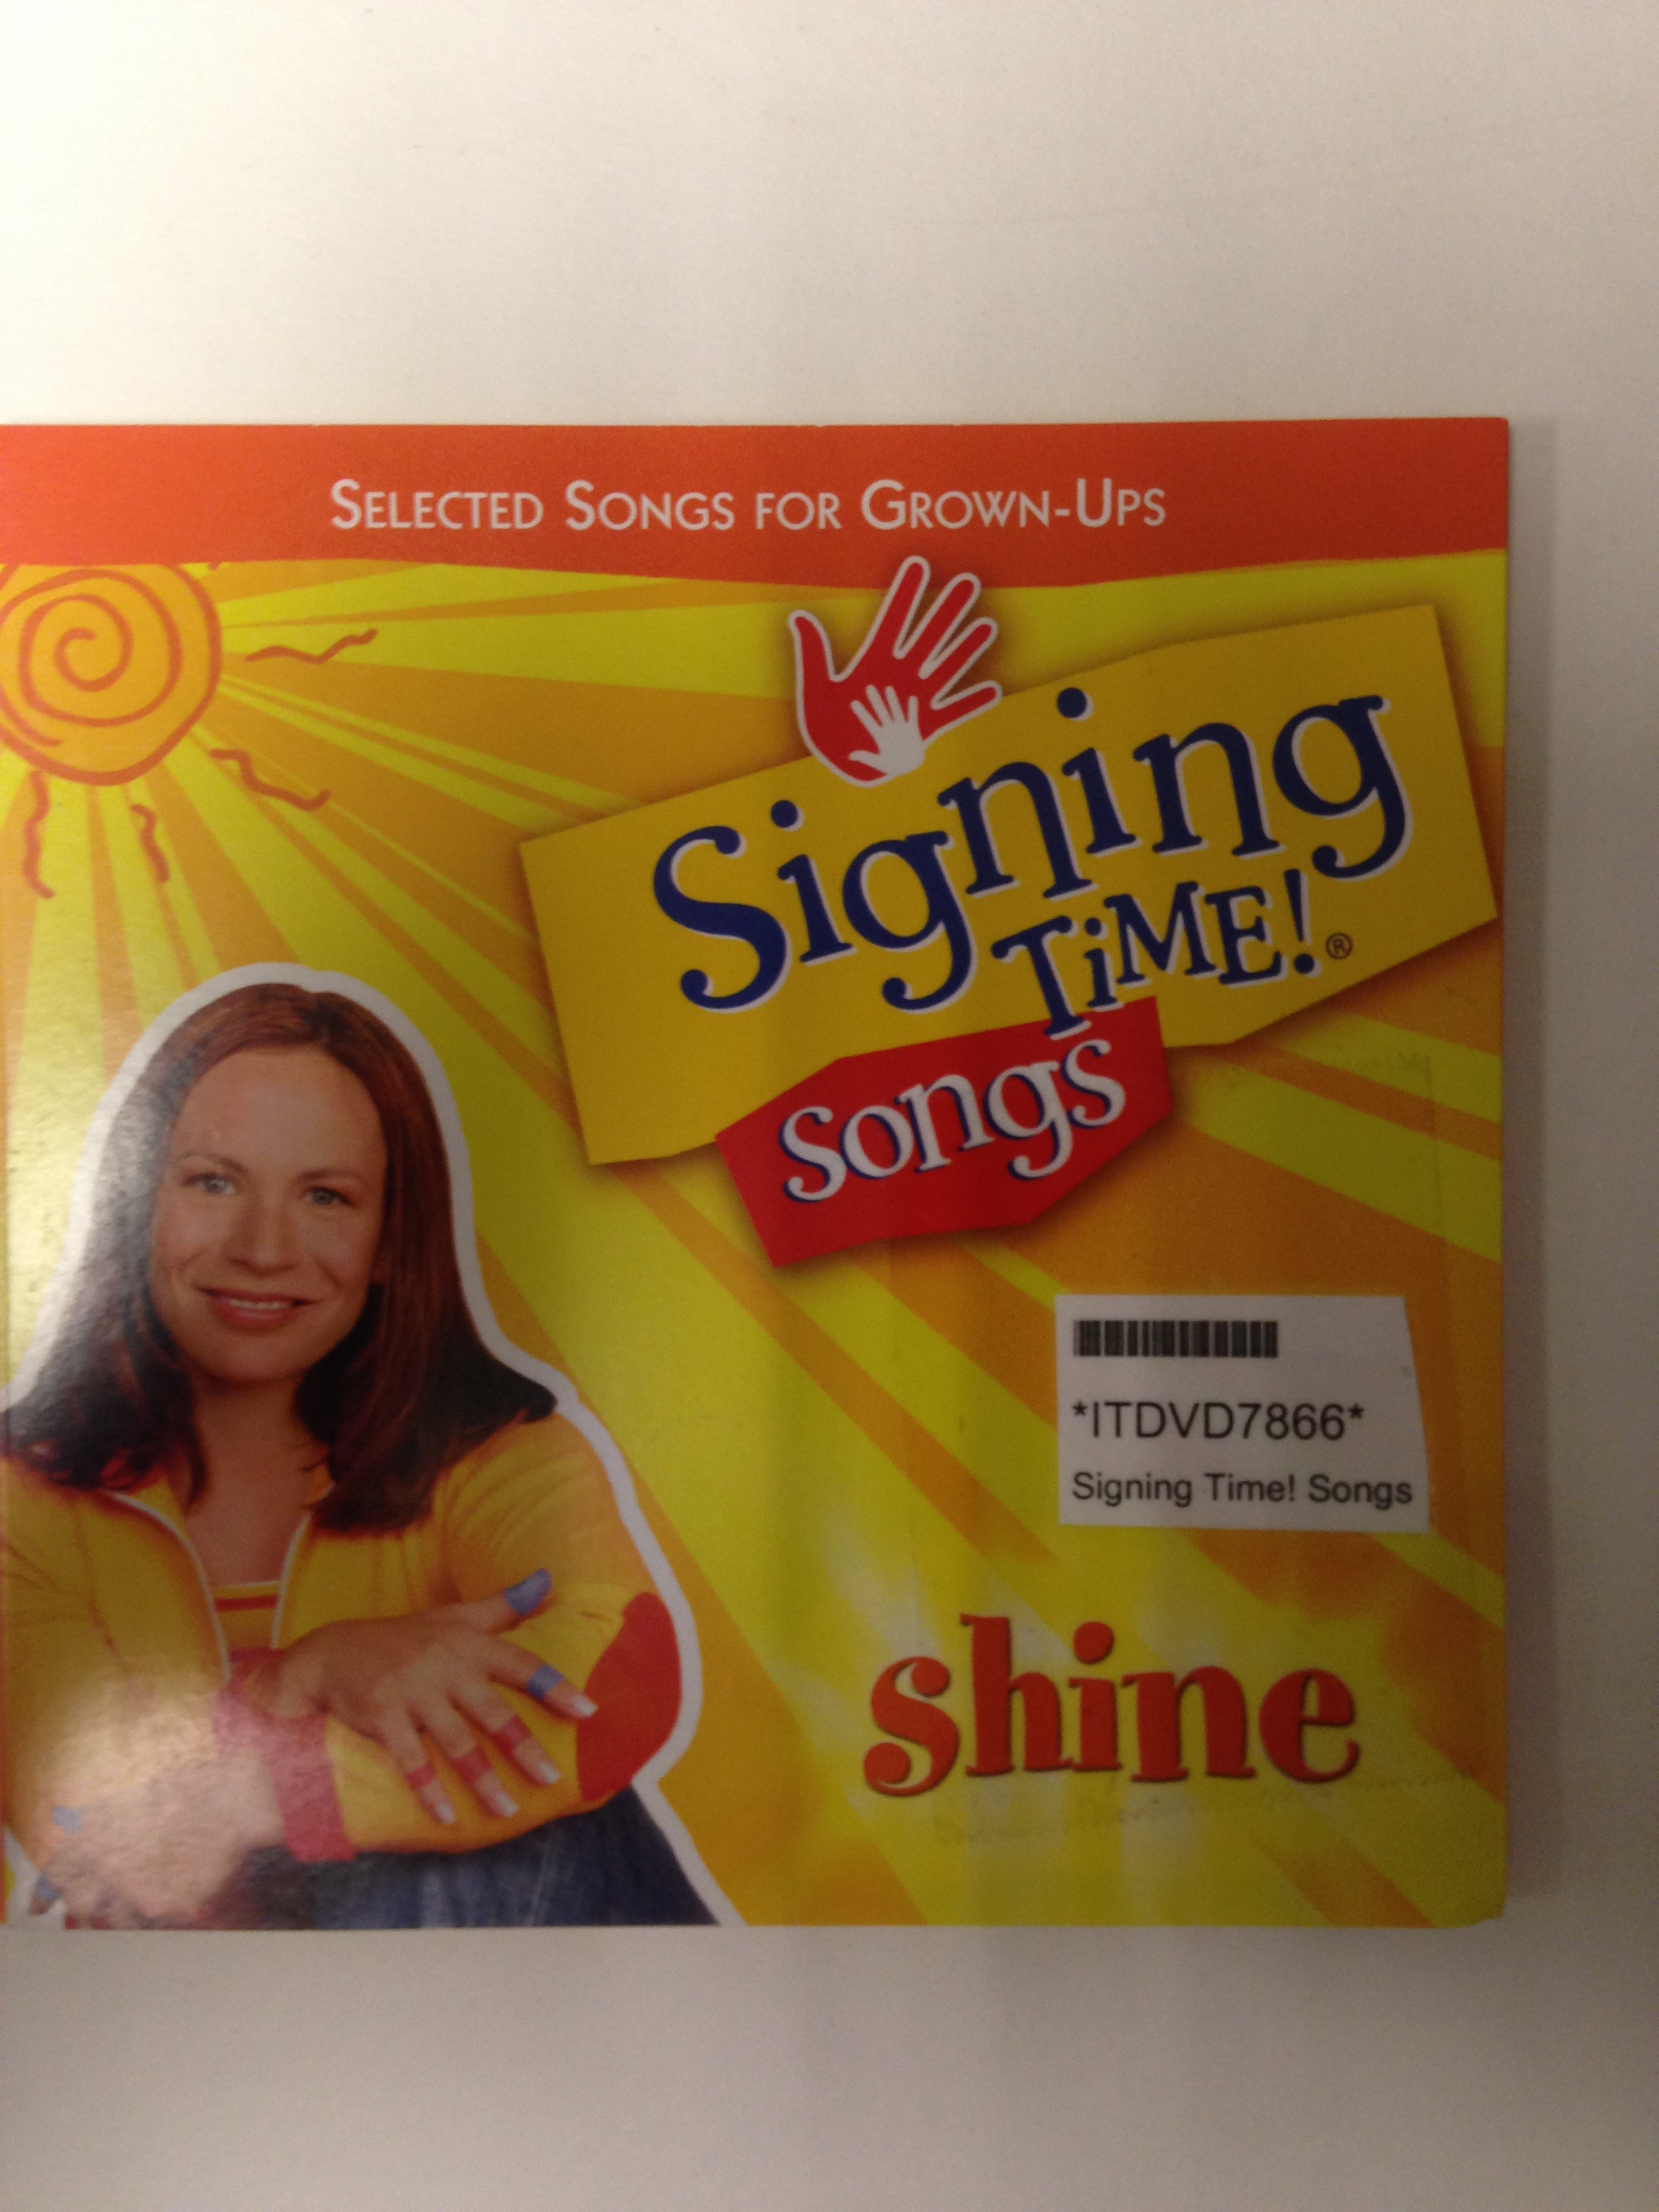 SELECTED SONGS FOR GROWN-UPS
Signing
TiME!®
songs
*ITDVD7866*
Signing Time! Songs
shine